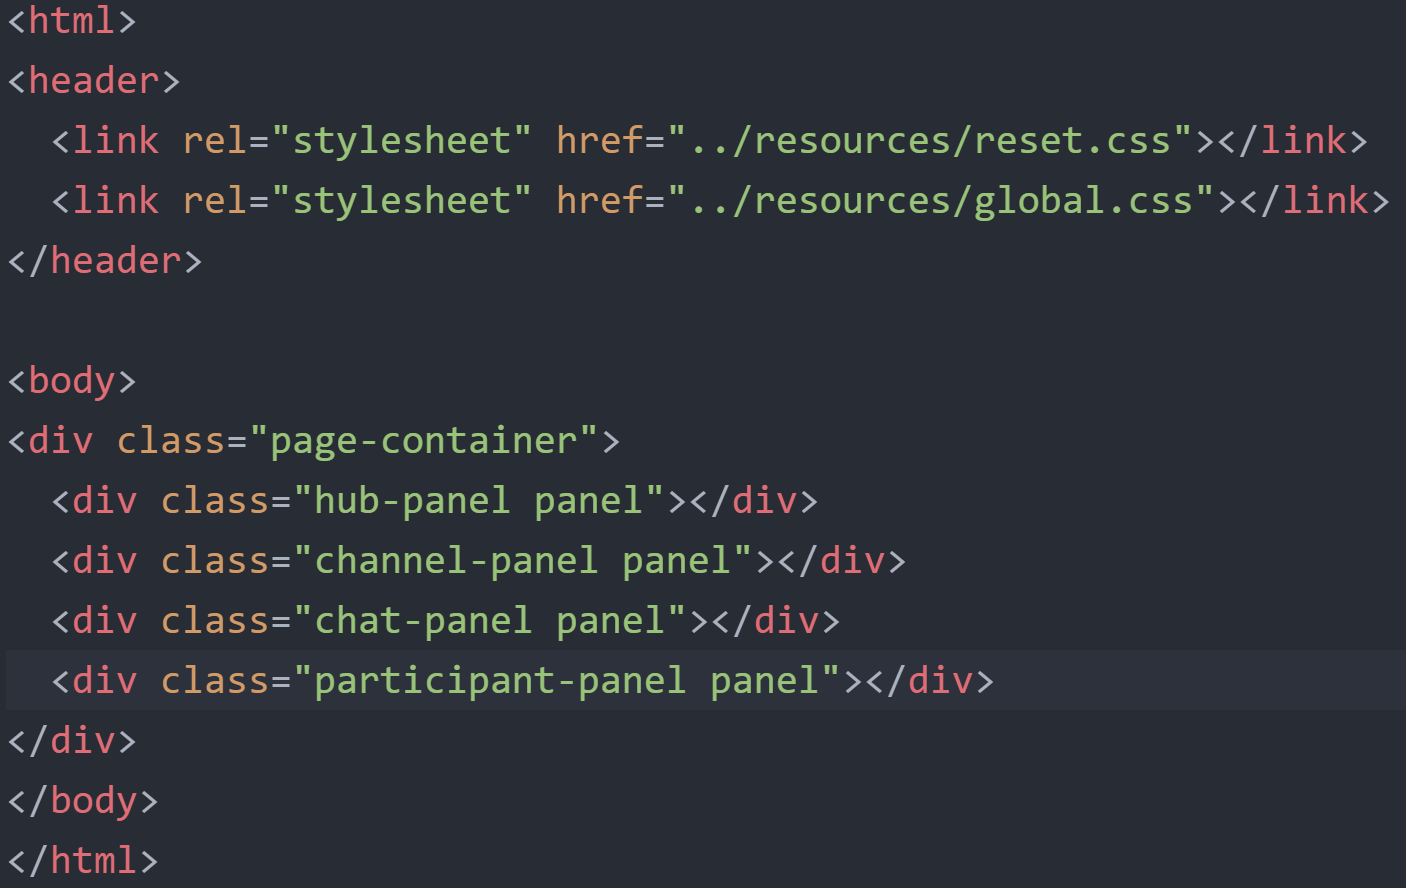 <html>
<header>
  <link rel="stylesheet" href="../resources/reset.css"></link>
  <link rel="stylesheet" href="../resources/global.css"></link>
</header>

<body>
<div class="page-container">
  <div class="hub-panel panel"></div>
  <div class="channel-panel panel"></div>
  <div class="chat-panel panel"></div>
  <div class="participant-panel panel"></div>
</div>
</body>
</html>